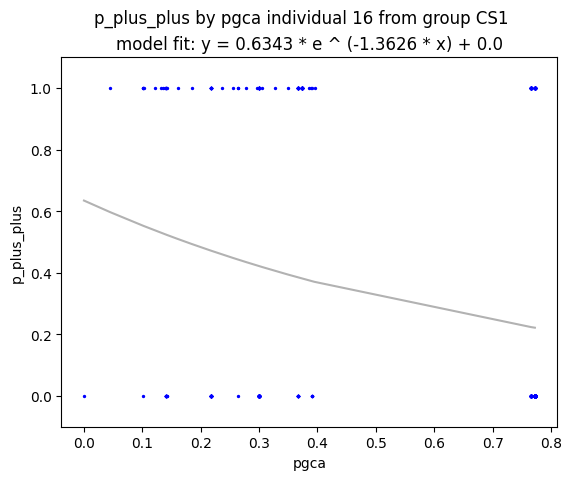 p_plus_plus by pgca individual 16 from group CS1
model fit: y = 0.6343 * e ^ (-1.3626 * x) + 0.0
1.0
0.8
0.6
0.4
0.2
0.0
p_plus_plus
0.0 0.1 0.2 0.3 0.4 0.5 0.6 0.7 0.8
pgca